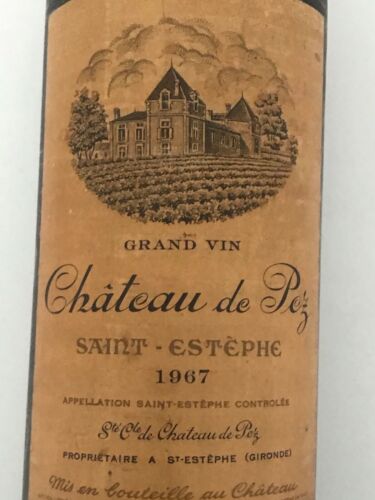 GRAND VIN
Château de Pez
SAINT - ESTÈPHE
1967
APPELLATION SAINT-ESTÈPHE CONTROLÉE
Sté Cle de Chateau de Pez
PROPRIÉTAIRE A ST-ESTÈPHE (GIRONDE)
Mis en bouteille au Château